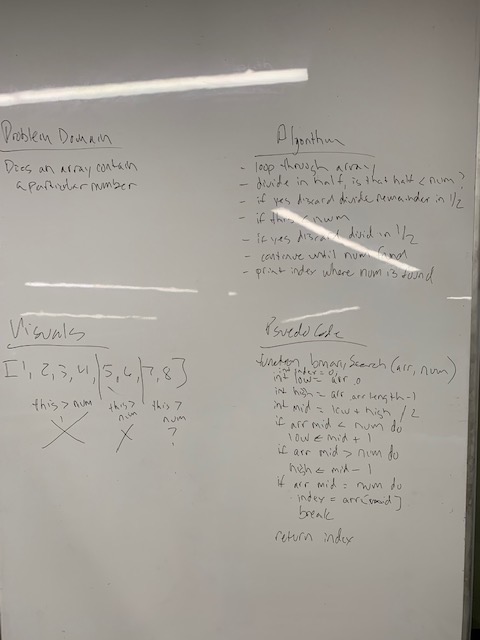 Problem Domain
Does an array contain
a particular number
Algorithm
- loop through array
- divide in half, is that half < num?
- if yes discard divide remainder in 1/2
- if this < num
- if yes discard divid in 1/2
- continue until num found
- print index where num is found
Visuals
[1, 2, 3, 4, |5, 6, |7, 8]
this > num
this >
num
this >
num
X
X
?
Psuedo Code
function binarySearch (arr, num)
int index = 0;
int low = arr.0
int high = arr.length-1
int mid = low + high / 2
if arr mid < num do
low ← mid + 1
if arr mid > num do
high ← mid - 1
if arr mid = num do
index = arr[mid]
break
return index